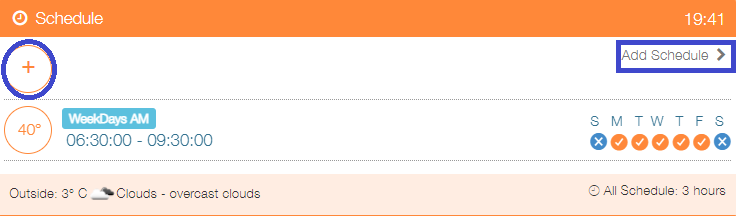 Schedule 19:41
+ Add Schedule
WeekDays AM
40° 06:30:00 - 09:30:00
S M T W T F S
Outside: 3° C Clouds - overcast clouds All Schedule: 3 hours